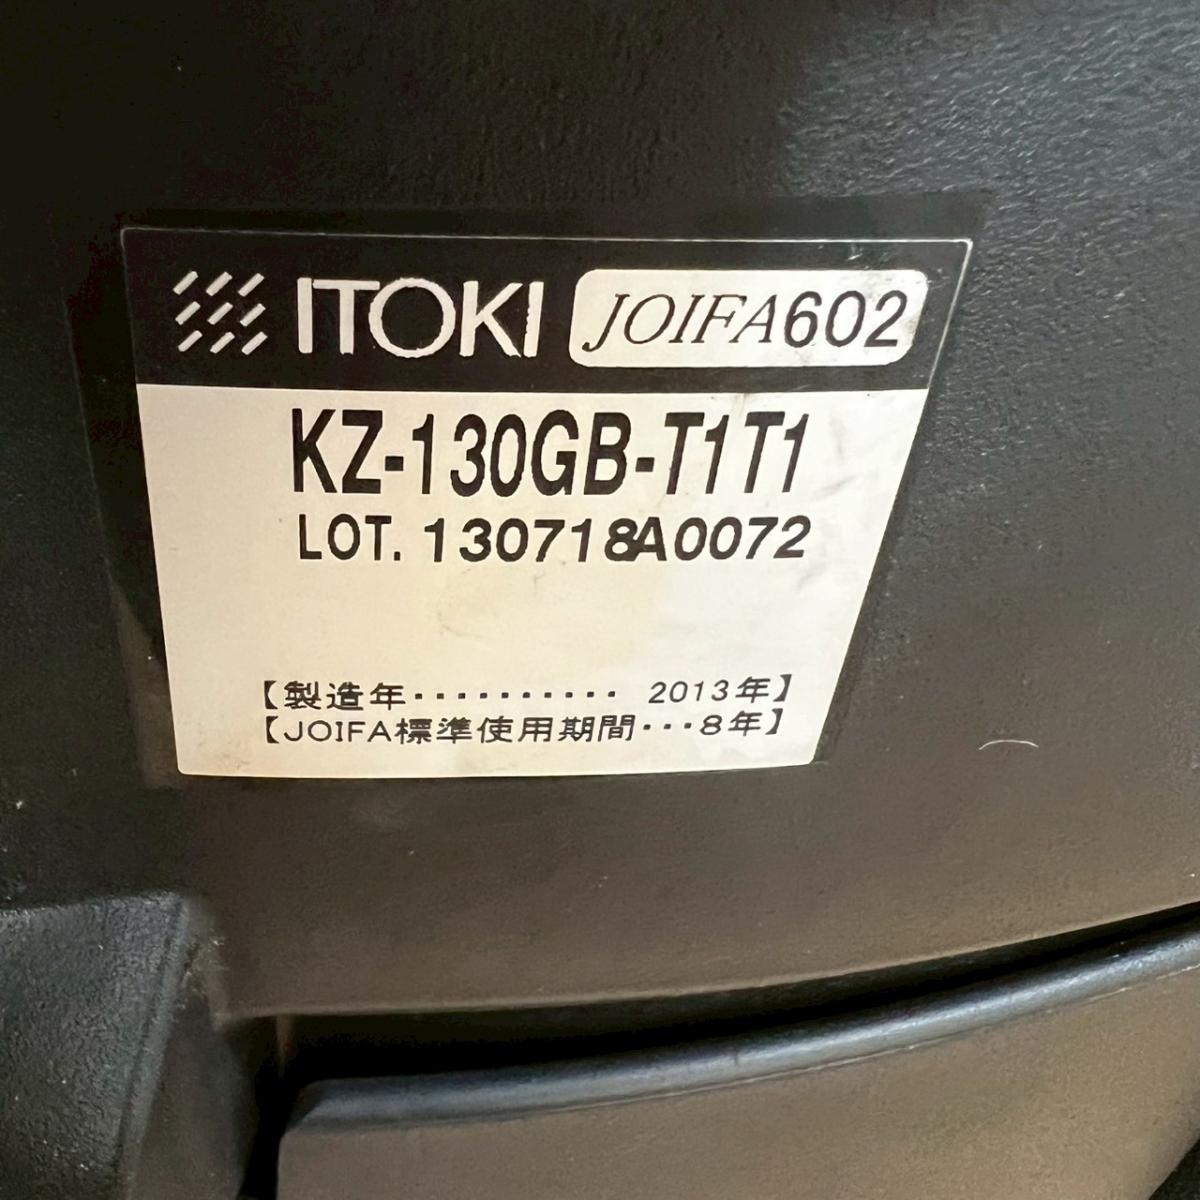 ITOKI JOIFA602
KZ-130GB-T1T1
LOT. 130718A0072
【製造年・・・・・・・・・・ 2013年】
【JOIFA標準使用期間・・・8年】